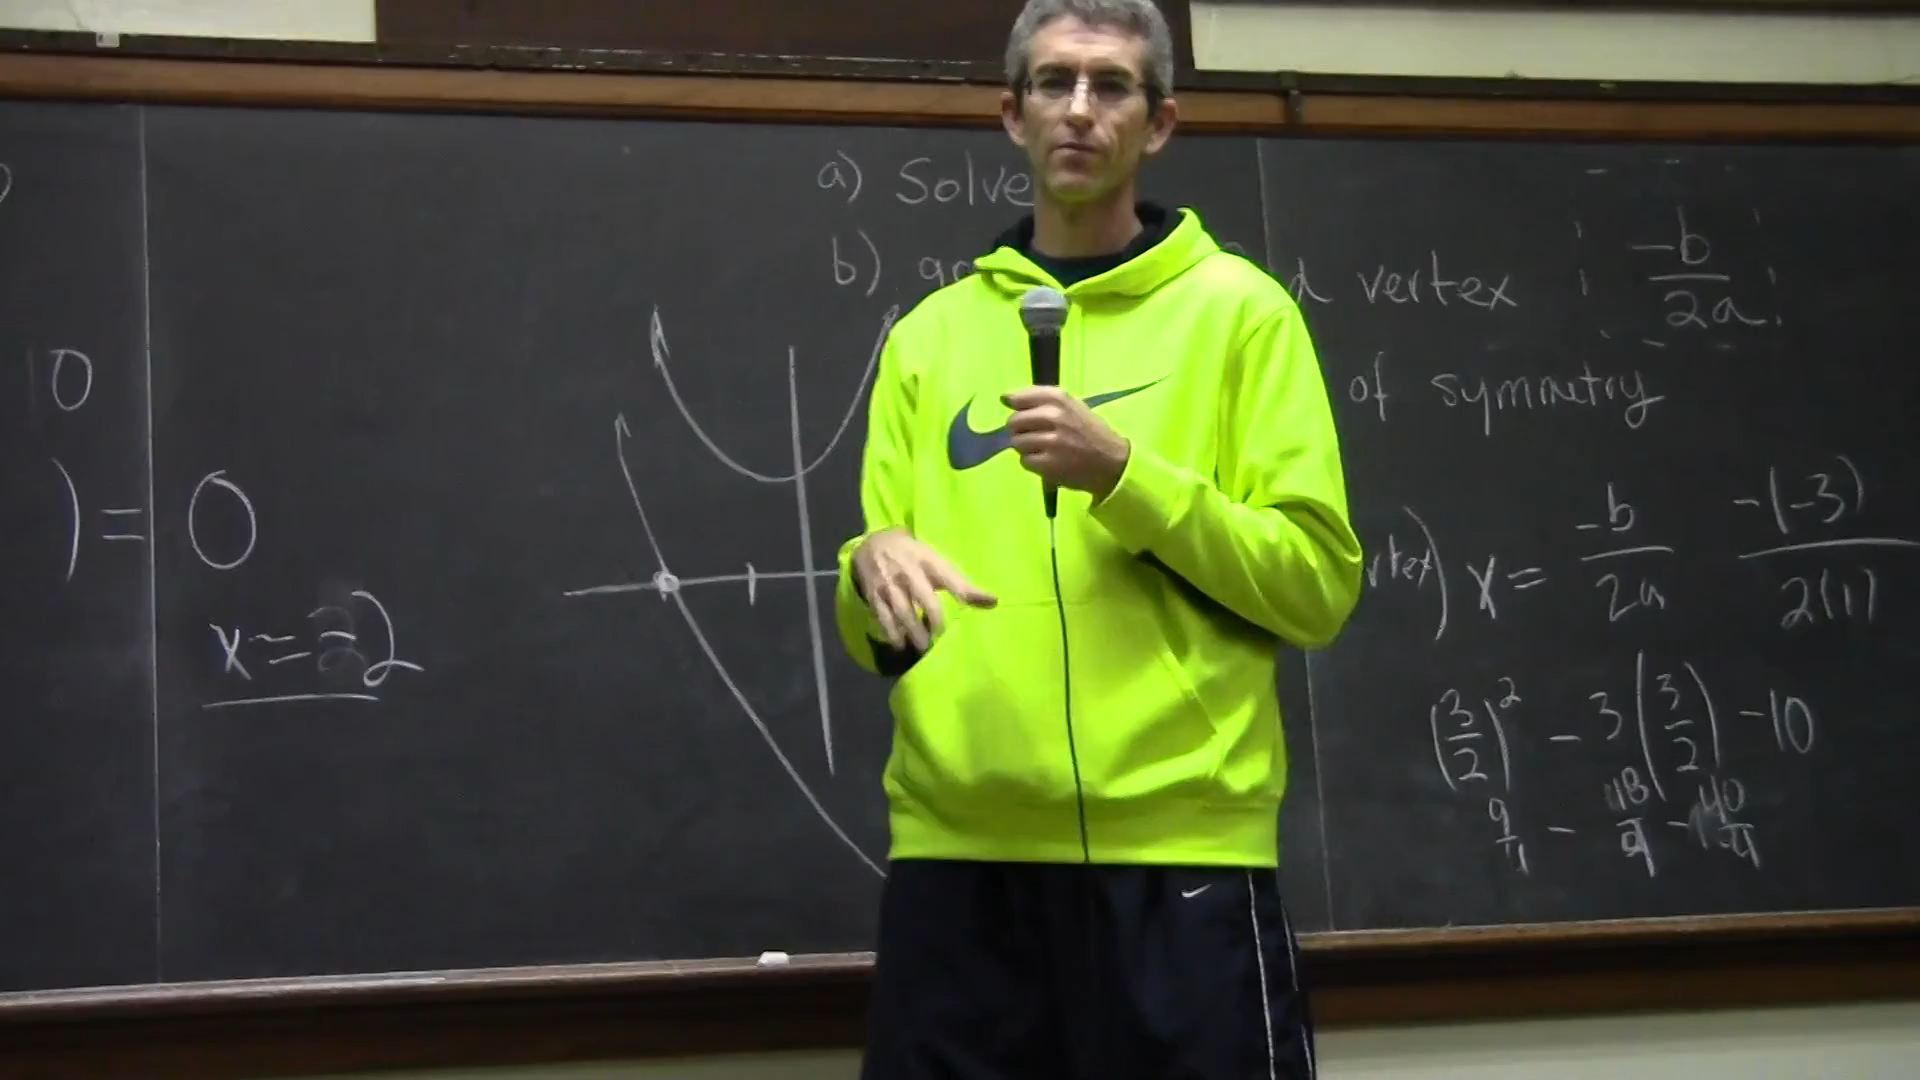 a) Solve
b)
vertex -b/2a
of symmetry
10
) = 0
x = -2
x = -b/2a -(-3)/2(1)
(3/2)² - 3(3/2) - 10
9/4 - 18/4 - 40/4